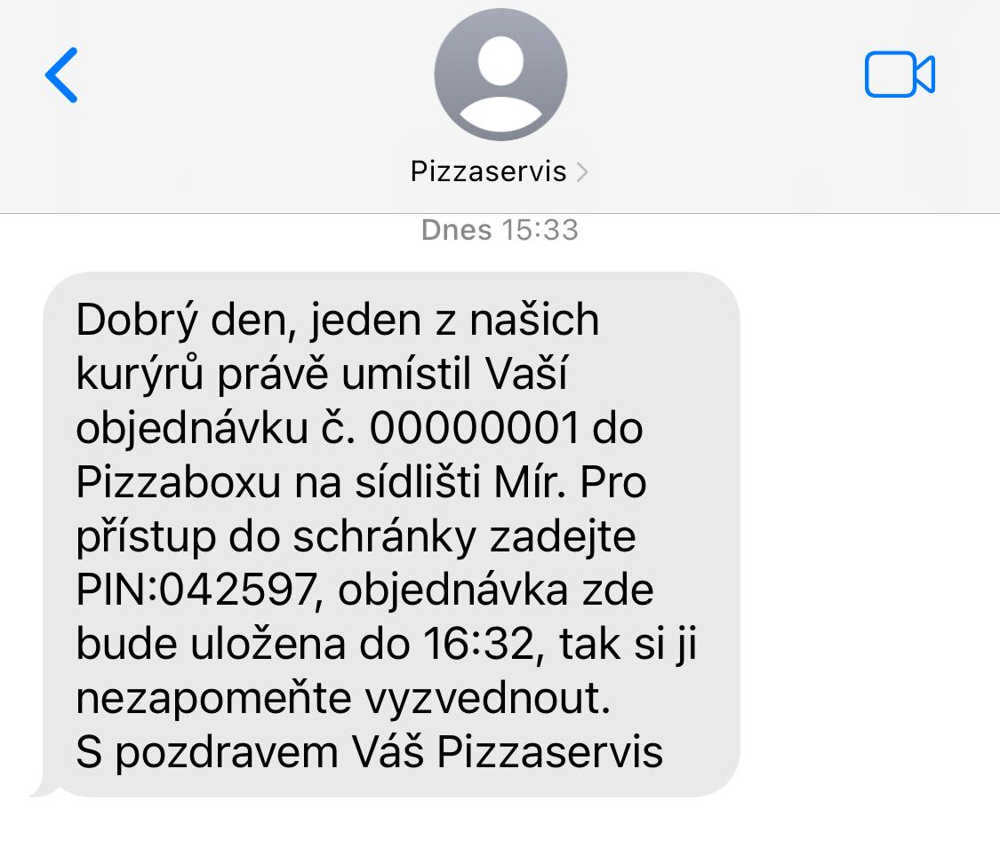 Pizzaservis
Dnes 15:33
Dobrý den, jeden z našich
kurýrů právě umístil Vaší
objednávku č. 00000001 do
Pizzaboxu na sídlišti Mír. Pro
přístup do schránky zadejte
PIN:042597, objednávka zde
bude uložena do 16:32, tak si ji
nezapomeňte vyzvednout.
S pozdravem Váš Pizzaservis